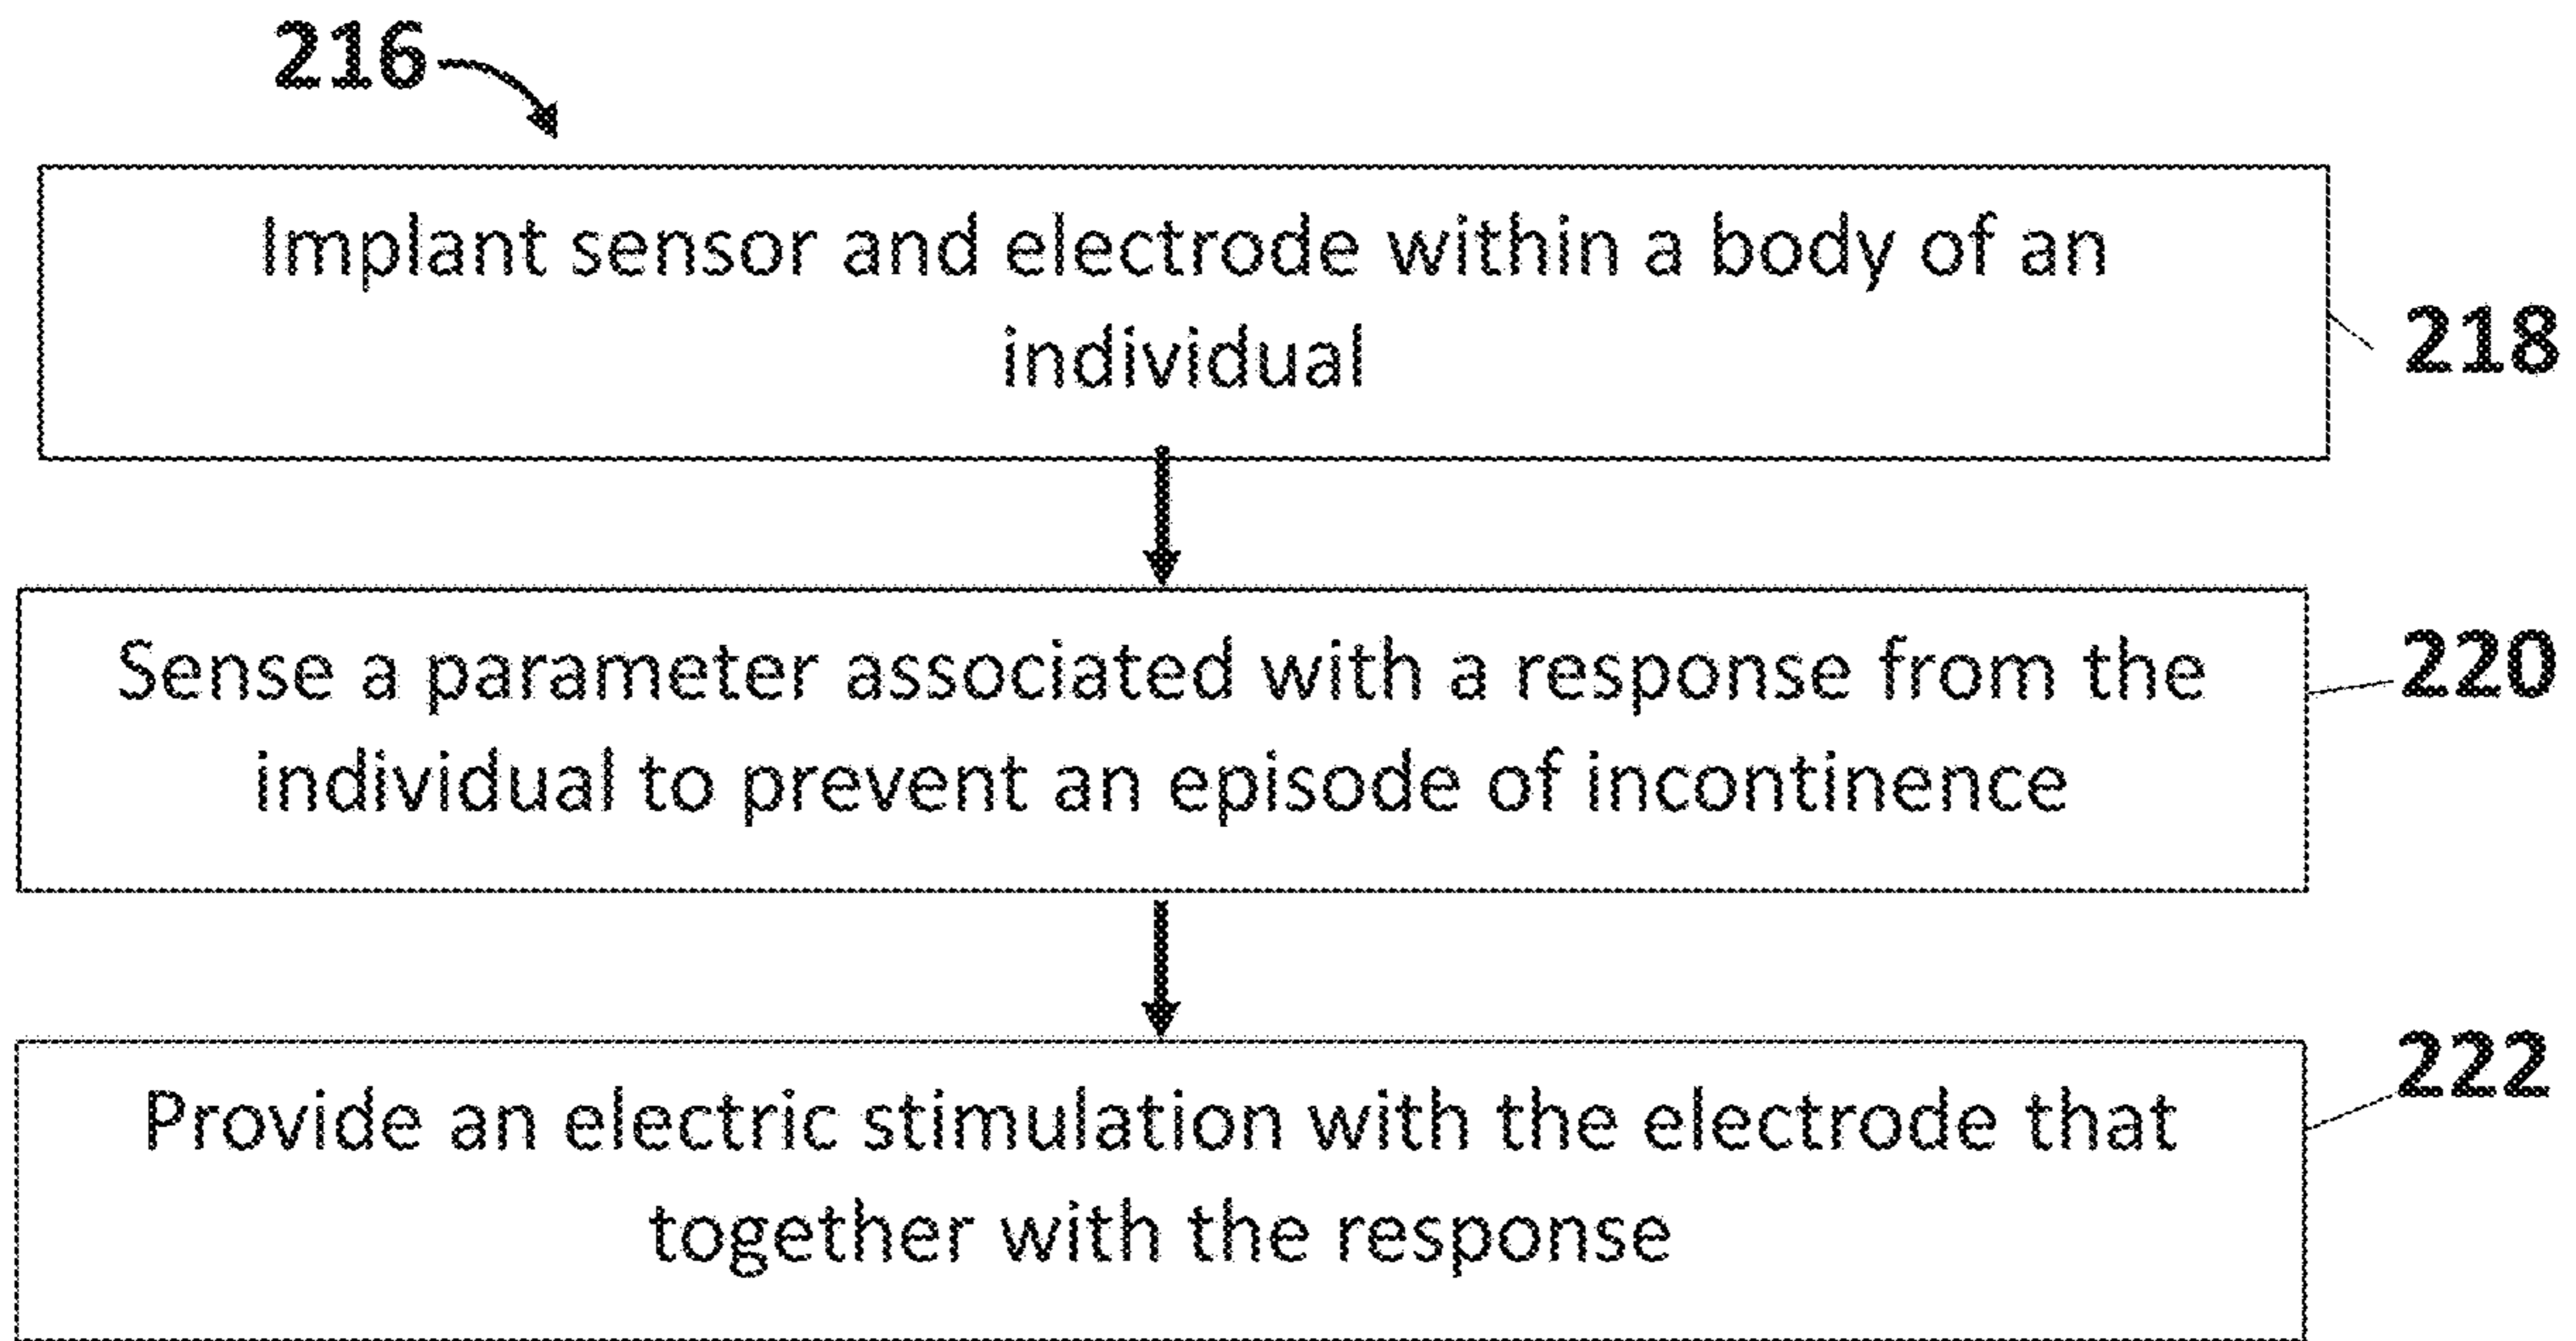 216
Implant sensor and electrode within a body of an
individual
218
Sense a parameter associated with a response from the
individual to prevent an episode of incontinence
220
Provide an electric stimulation with the electrode that
together with the response
222